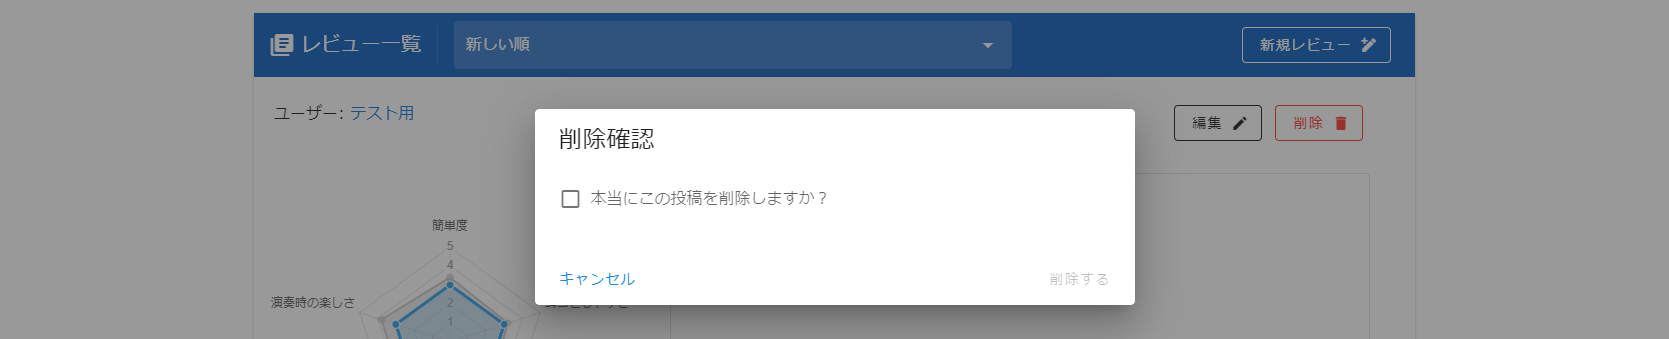 レビュー一覧
新しい順
新規レビュー
ユーザー: テスト用
編集
削除
削除確認
本当にこの投稿を削除しますか？
キャンセル
削除する
簡単度
5
4
2
1
演奏時の楽しさ